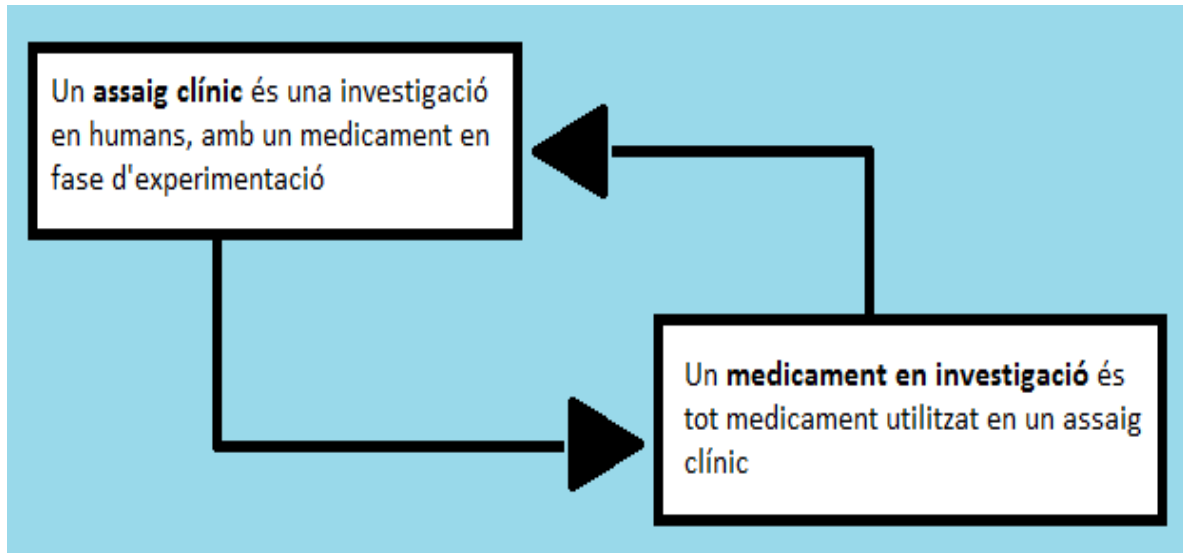 Un assaig clínic és una investigació
en humans, amb un medicament en
fase d'experimentació
Un medicament en investigació és
tot medicament utilitzat en un assaig
clínic